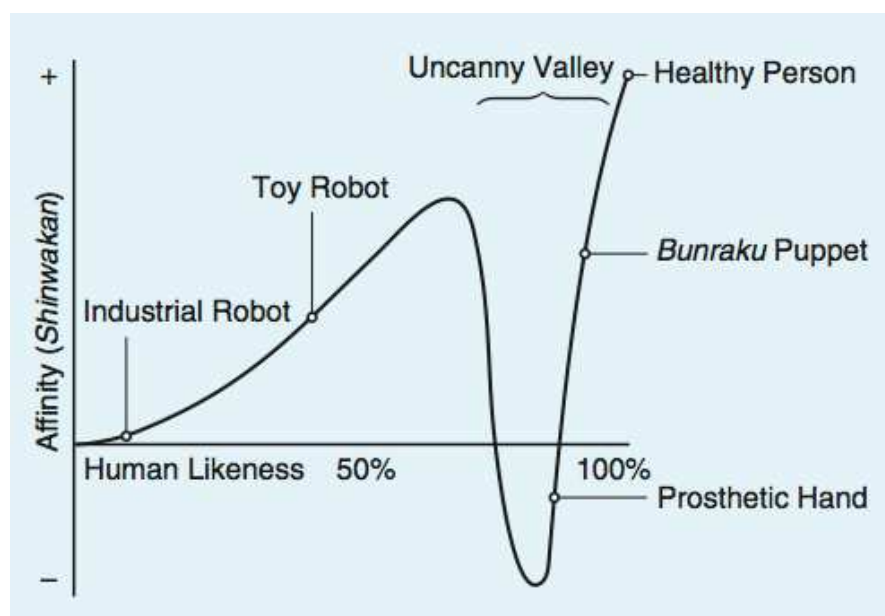 +
Uncanny Valley
Healthy Person
Toy Robot
Bunraku Puppet
Industrial Robot
Affinity (Shinwakan)
Human Likeness 50% 100%
Prosthetic Hand
–